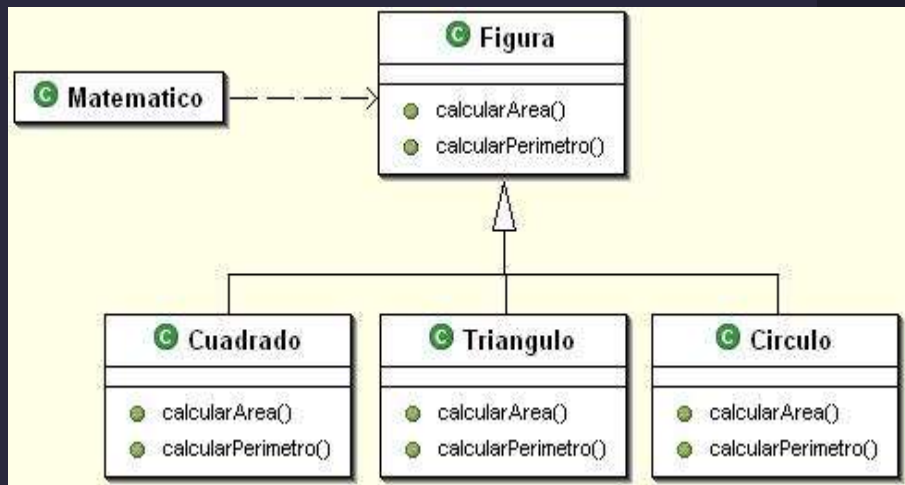 C Figura
C Matematico
calcularArea()
calcularPerimetro()
C Cuadrado
calcularArea()
calcularPerimetro()
C Triangulo
calcularArea()
calcularPerimetro()
C Circulo
calcularArea()
calcularPerimetro()